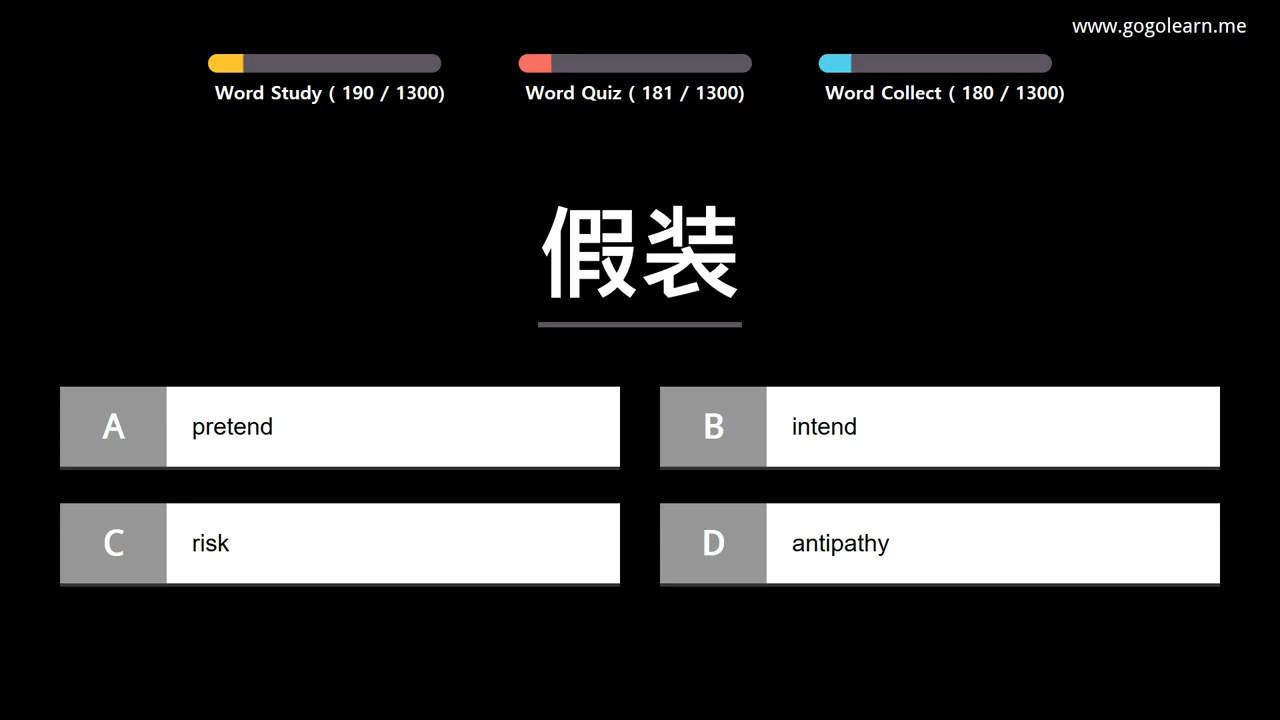 www.gogolearn.me
Word Study ( 190 / 1300)
Word Quiz ( 181 / 1300)
Word Collect ( 180 / 1300)
假装
A pretend
B intend
C risk
D antipathy